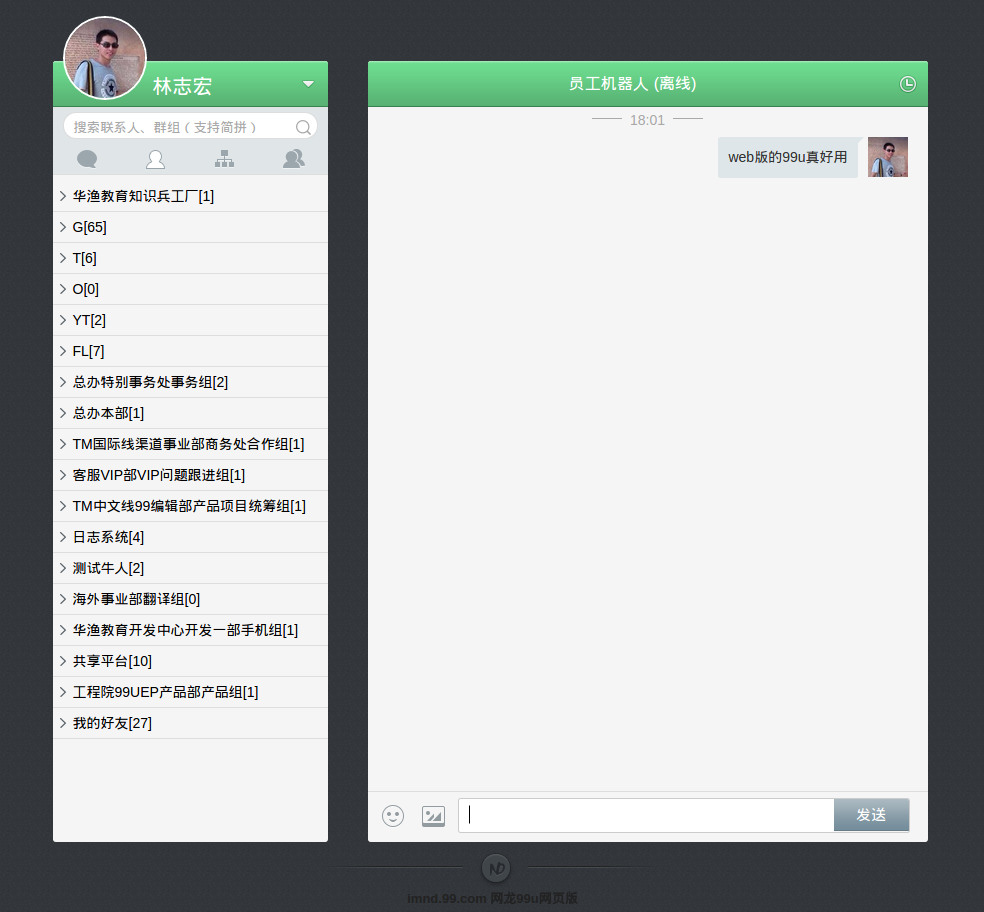 林志宏
搜索联系人、群组（支持简拼）
华渔教育知识兵工厂[1]
G[65]
T[6]
O[0]
YT[2]
FL[7]
总办特别事务处事务组[2]
总办本部[1]
TM国际线渠道事业部商务处合作组[1]
客服VIP部VIP问题跟进组[1]
TM中文线99编辑部产品项目统筹组[1]
日志系统[4]
测试牛人[2]
海外事业部翻译组[0]
华渔教育开发中心开发一部手机组[1]
共享平台[10]
工程院99UEP产品部产品组[1]
我的好友[27]
员工机器人 (离线)
18:01
web版的99u真好用
发送
ND
imnd.99.com 网龙99u网页版